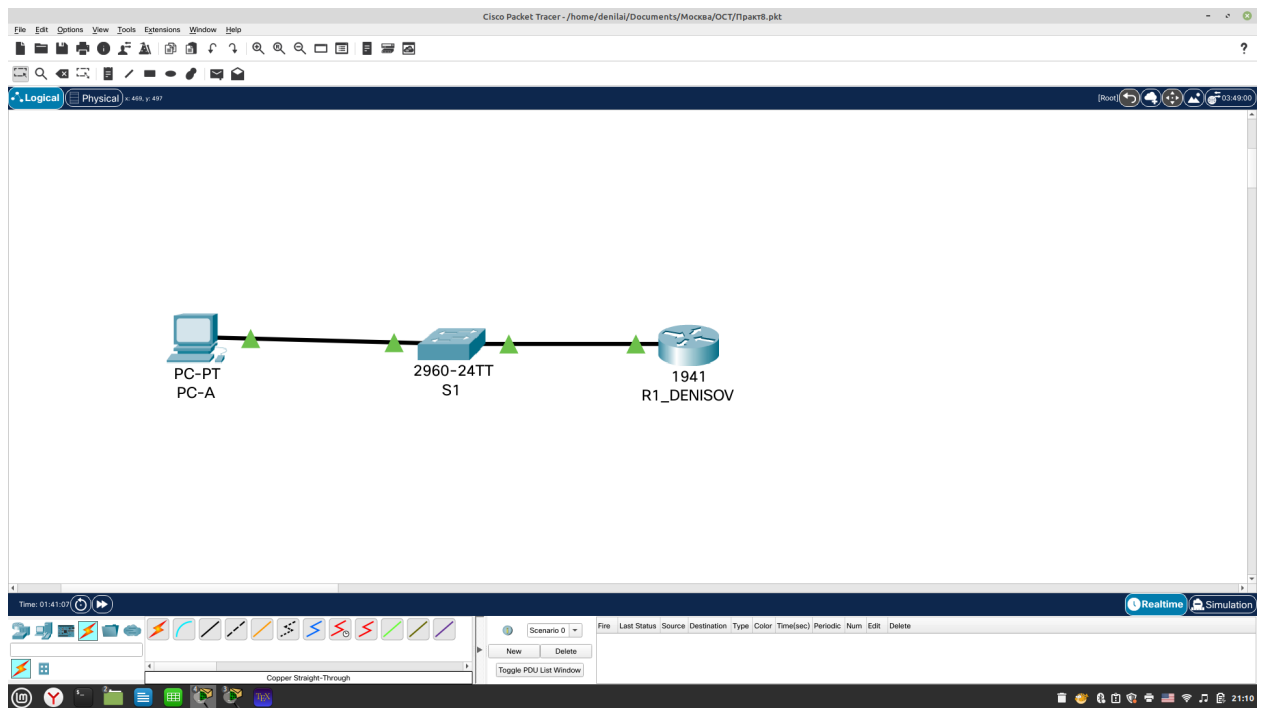 Cisco Packet Tracer - /home/denilai/Documents/Москва/ОСТ/Практ8.pkt
File Edit Options View Tools Extensions Window Help
?
Logical Physical x: 469, y: 497 [Root] 03:49:00
PC-PT
PC-A
2960-24TT
S1
1941
R1_DENISOV
Time: 01:41:07 Realtime Simulation
Scenario 0 Fire Last Status Source Destination Type Color Time(sec) Periodic Num Edit Delete
New Delete
Toggle PDU List Window
Copper Straight-Through
21:10